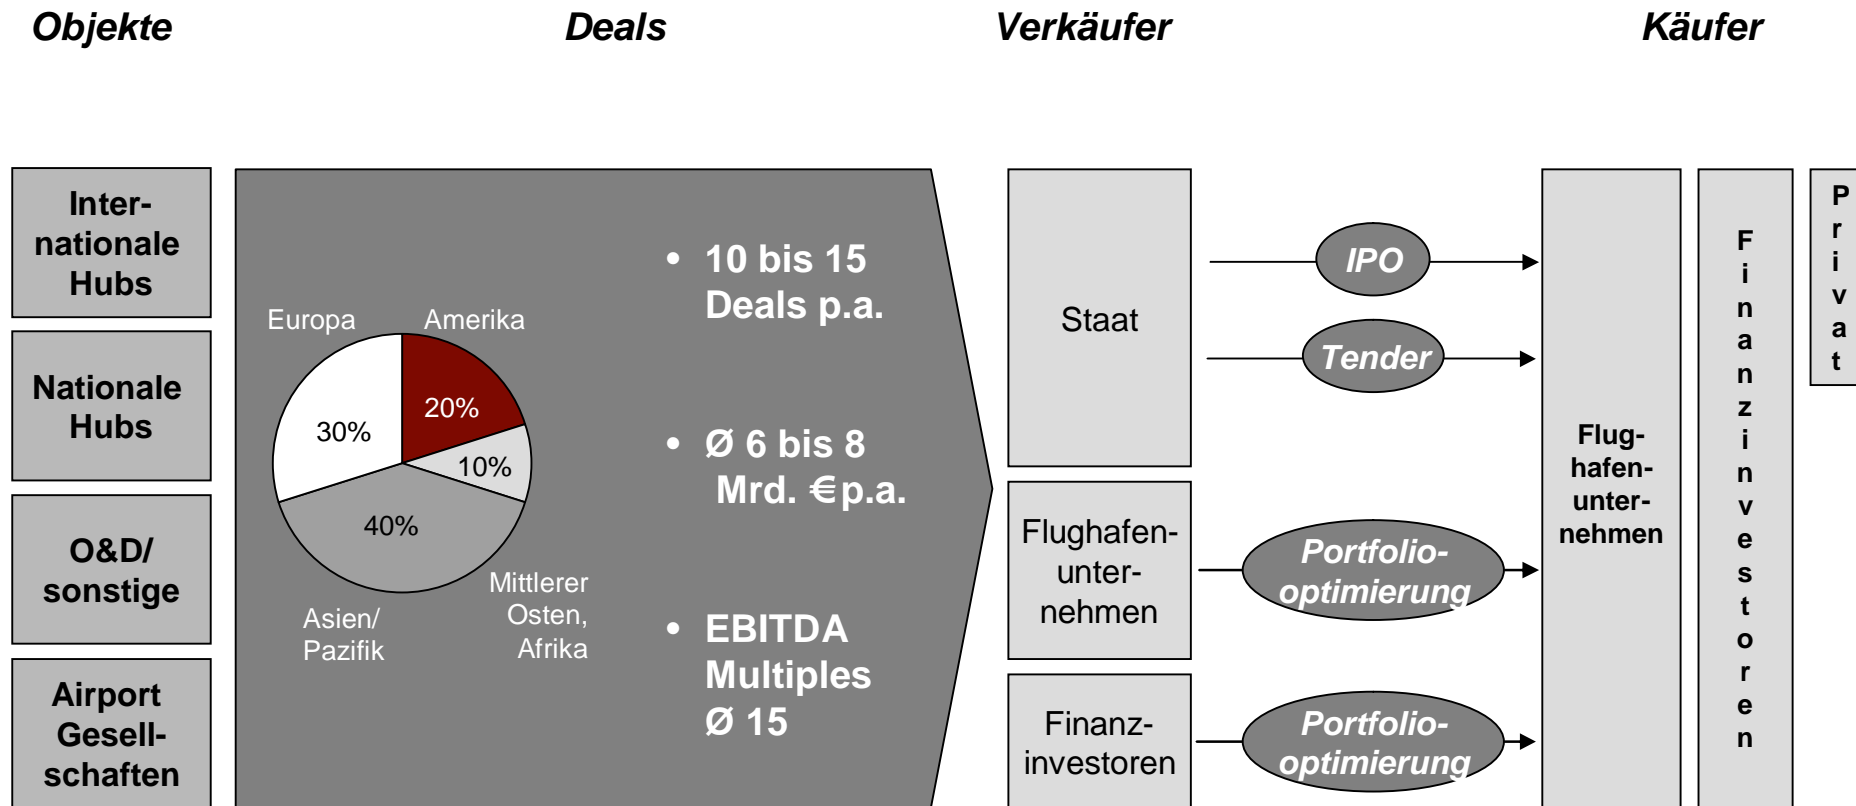 Objekte
Deals
Verkäufer
Käufer
Inter-
nationale
Hubs
Nationale
Hubs
O&D/
sonstige
Airport
Gesell-
schaften
Europa
Amerika
20%
30%
10%
40%
Mittlerer
Osten,
Afrika
Asien/
Pazifik
• 10 bis 15
Deals p.a.
• Ø 6 bis 8
Mrd. € p.a.
• EBITDA
Multiples
Ø 15
Staat
Flughafen-
unter-
nehmen
Finanz-
investoren
IPO
Tender
Portfolio-
optimierung
Portfolio-
optimierung
Flug-
hafen-
unter-
nehmen
Finanzinvestoren
Privat